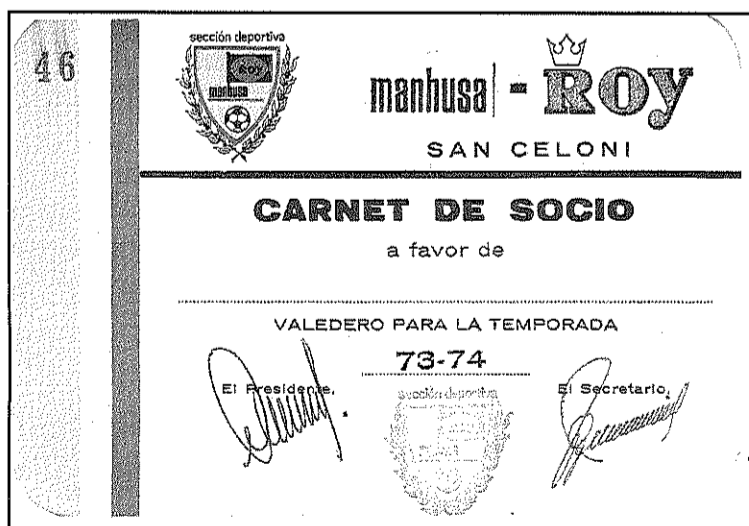 46
sección deportiva
ROY
manhusa
manhusa - ROY
SAN CELONI
CARNET DE SOCIO
a favor de
VALEDERO PARA LA TEMPORADA
73-74
El Presidente,
El Secretario,
sección deportiva